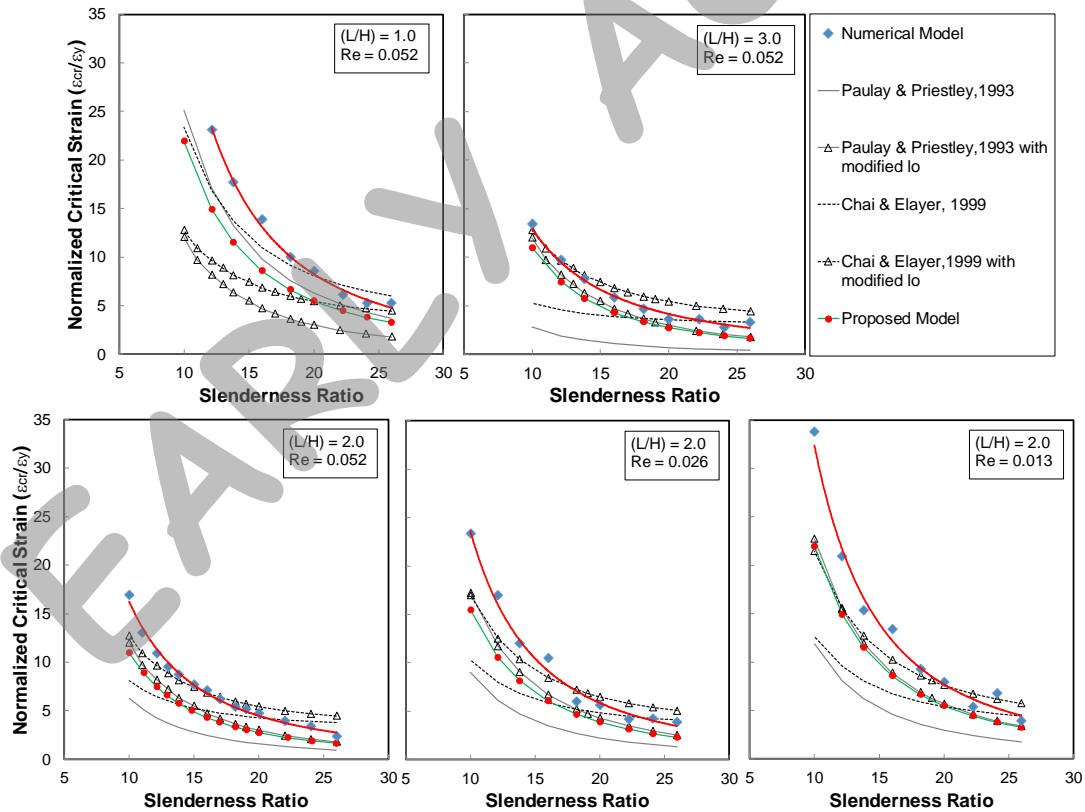 (L/H) = 1.0
Re = 0.052
(L/H) = 3.0
Re = 0.052
Numerical Model
Paulay & Priestley,1993
Paulay & Priestley,1993 with
modified lo
Chai & Elayer, 1999
Chai & Elayer,1999 with
modified lo
Proposed Model
Normalized Critical Strain (εcr/εy)
35
30
25
20
15
10
5
0
5 10 15 20 25 30
5 10 15 20 25 30
Slenderness Ratio
Slenderness Ratio
(L/H) = 2.0
Re = 0.052
(L/H) = 2.0
Re = 0.026
(L/H) = 2.0
Re = 0.013
Normalized Critical Strain (εcr/εy)
35
30
25
20
15
10
5
0
5 10 15 20 25 30
5 10 15 20 25 30
5 10 15 20 25 30
Slenderness Ratio
Slenderness Ratio
Slenderness Ratio
EARLY A